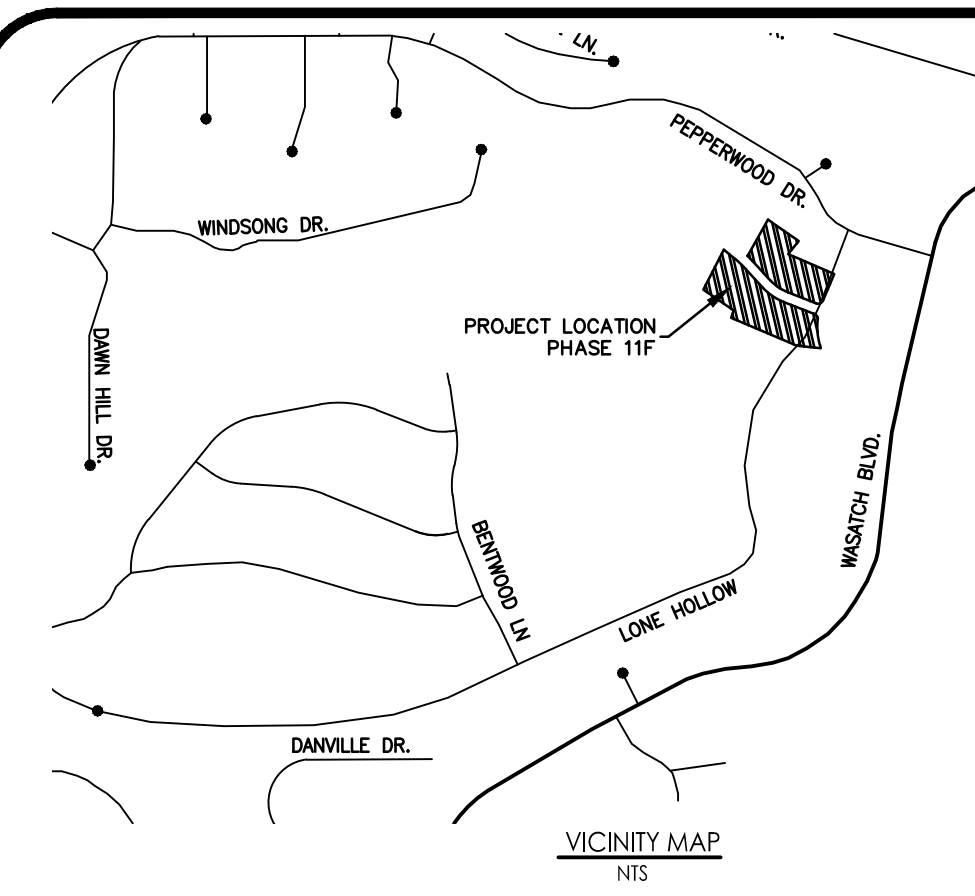 LN.
PEPPERWOOD DR.
WINDSONG DR.
PROJECT LOCATION
PHASE 11F
DAWN HILL DR.
WASATCH BLVD.
BENTWOOD LN
LONE HOLLOW
DANVILLE DR.
VICINITY MAP
NTS